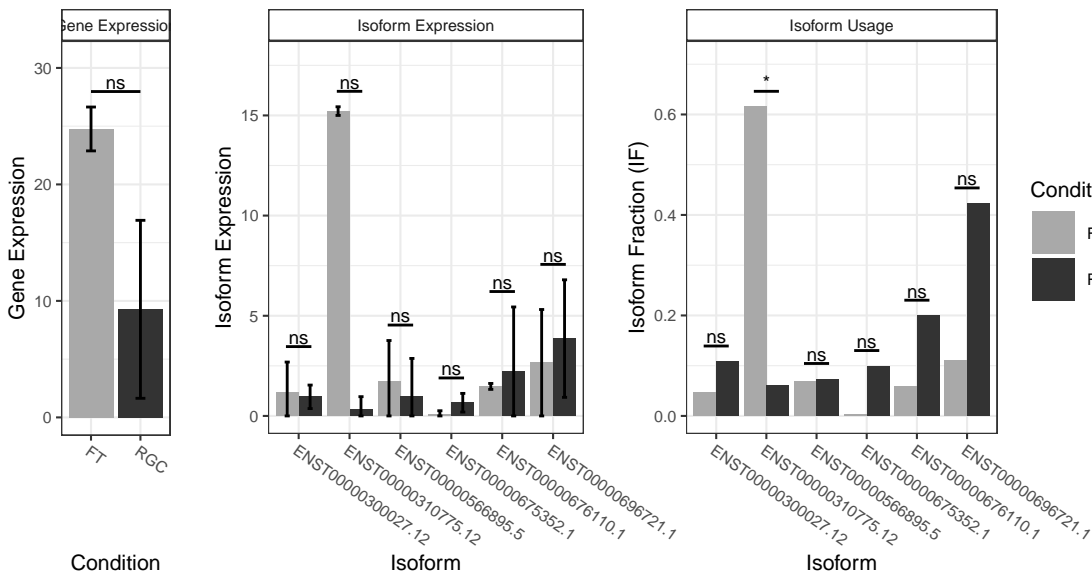 Gene Expression
Gene Expression
30
20
10
0
ns
FT
RGC
Condition
Isoform Expression
Isoform Expression
15
10
5
0
ns
ns
ns
ns
ns
ns
ENST00000300027.12
ENST00000310775.12
ENST00000566895.5
ENST00000675352.1
ENST00000676110.1
ENST00000696721.1
Isoform
Isoform Usage
Isoform Fraction (IF)
0.6
0.4
0.2
0.0
ns
*
ns
ns
ns
ns
ENST00000300027.12
ENST00000310775.12
ENST00000566895.5
ENST00000675352.1
ENST00000676110.1
ENST00000696721.1
Isoform
Condit